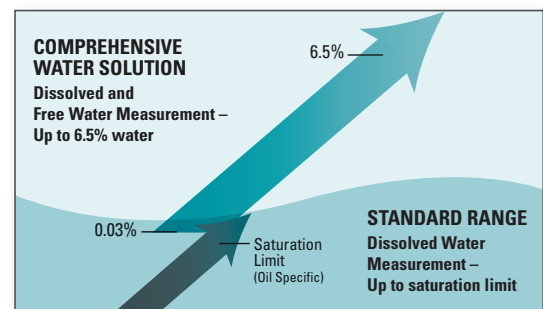 COMPREHENSIVE
WATER SOLUTION
Dissolved and
Free Water Measurement –
Up to 6.5% water
6.5%
0.03%
Saturation
Limit
(Oil Specific)
STANDARD RANGE
Dissolved Water
Measurement –
Up to saturation limit